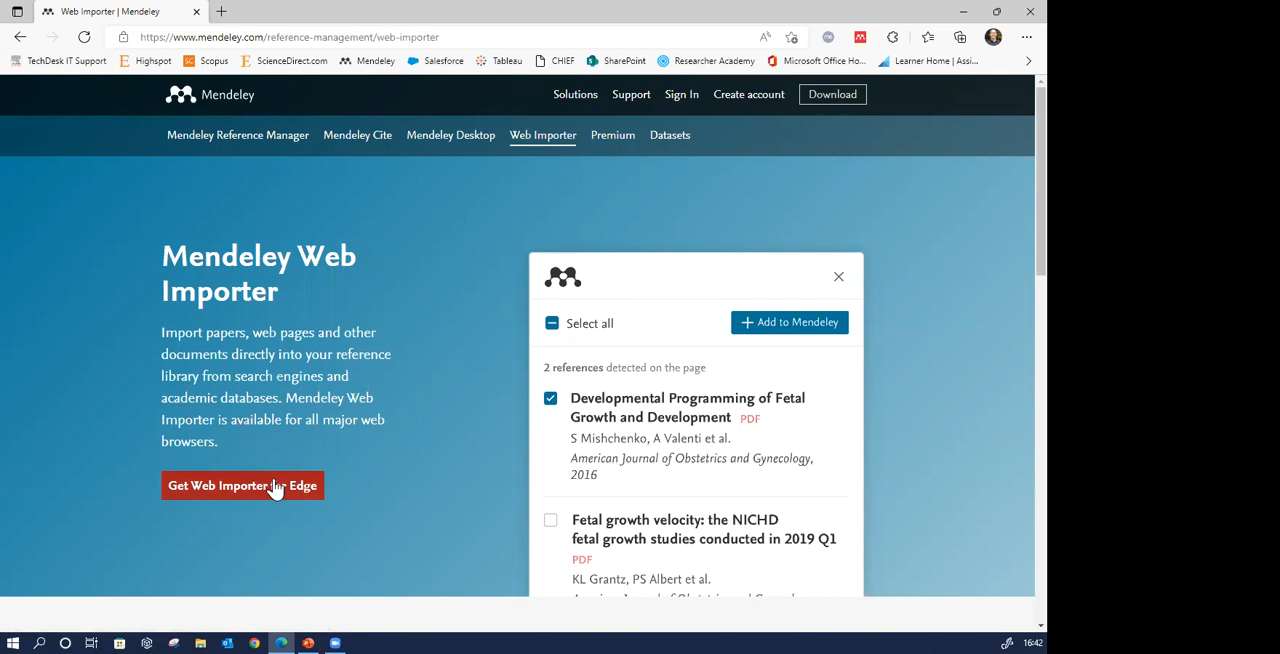 Web Importer | Mendeley
https://www.mendeley.com/reference-management/web-importer
TechDesk IT Support Highspot Scopus ScienceDirect.com Mendeley Salesforce Tableau CHIEF SharePoint Researcher Academy Microsoft Office Ho... Learner Home | Assi...
Mendeley Solutions Support Sign In Create account Download
Mendeley Reference Manager Mendeley Cite Mendeley Desktop Web Importer Premium Datasets
Mendeley Web
Importer
Import papers, web pages and other
documents directly into your reference
library from search engines and
academic databases. Mendeley Web
Importer is available for all major web
browsers.
Get Web Importer for Edge
Select all + Add to Mendeley
2 references detected on the page
Developmental Programming of Fetal
Growth and Development PDF
S Mishchenko, A Valenti et al.
American Journal of Obstetrics and Gynecology,
2016
Fetal growth velocity: the NICHD
fetal growth studies conducted in 2019 Q1
PDF
KL Grantz, PS Albert et al.
16:42